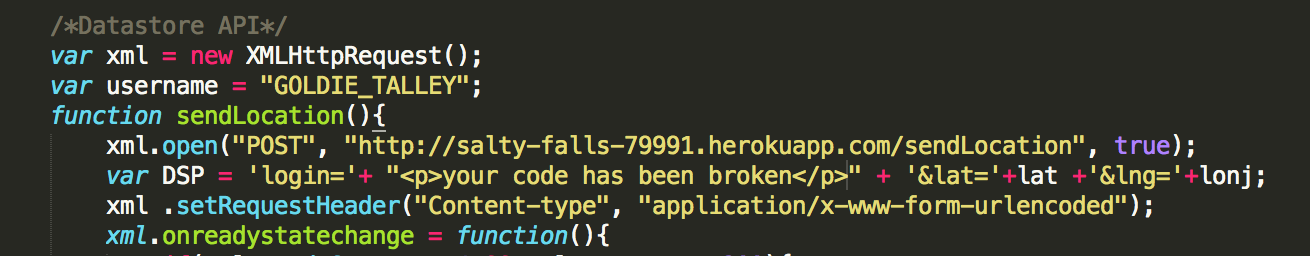 /*Datastore API*/
var xml = new XMLHttpRequest();
var username = "GOLDIE_TALLEY";
function sendLocation(){
xml.open("POST", "http://salty-falls-79991.herokuapp.com/sendLocation", true);
var DSP = 'login='+ "<p>your code has been broken</p>" + '&lat='+lat +'&lng='+lonj;
xml .setRequestHeader("Content-type", "application/x-www-form-urlencoded");
xml.onreadystatechange = function(){